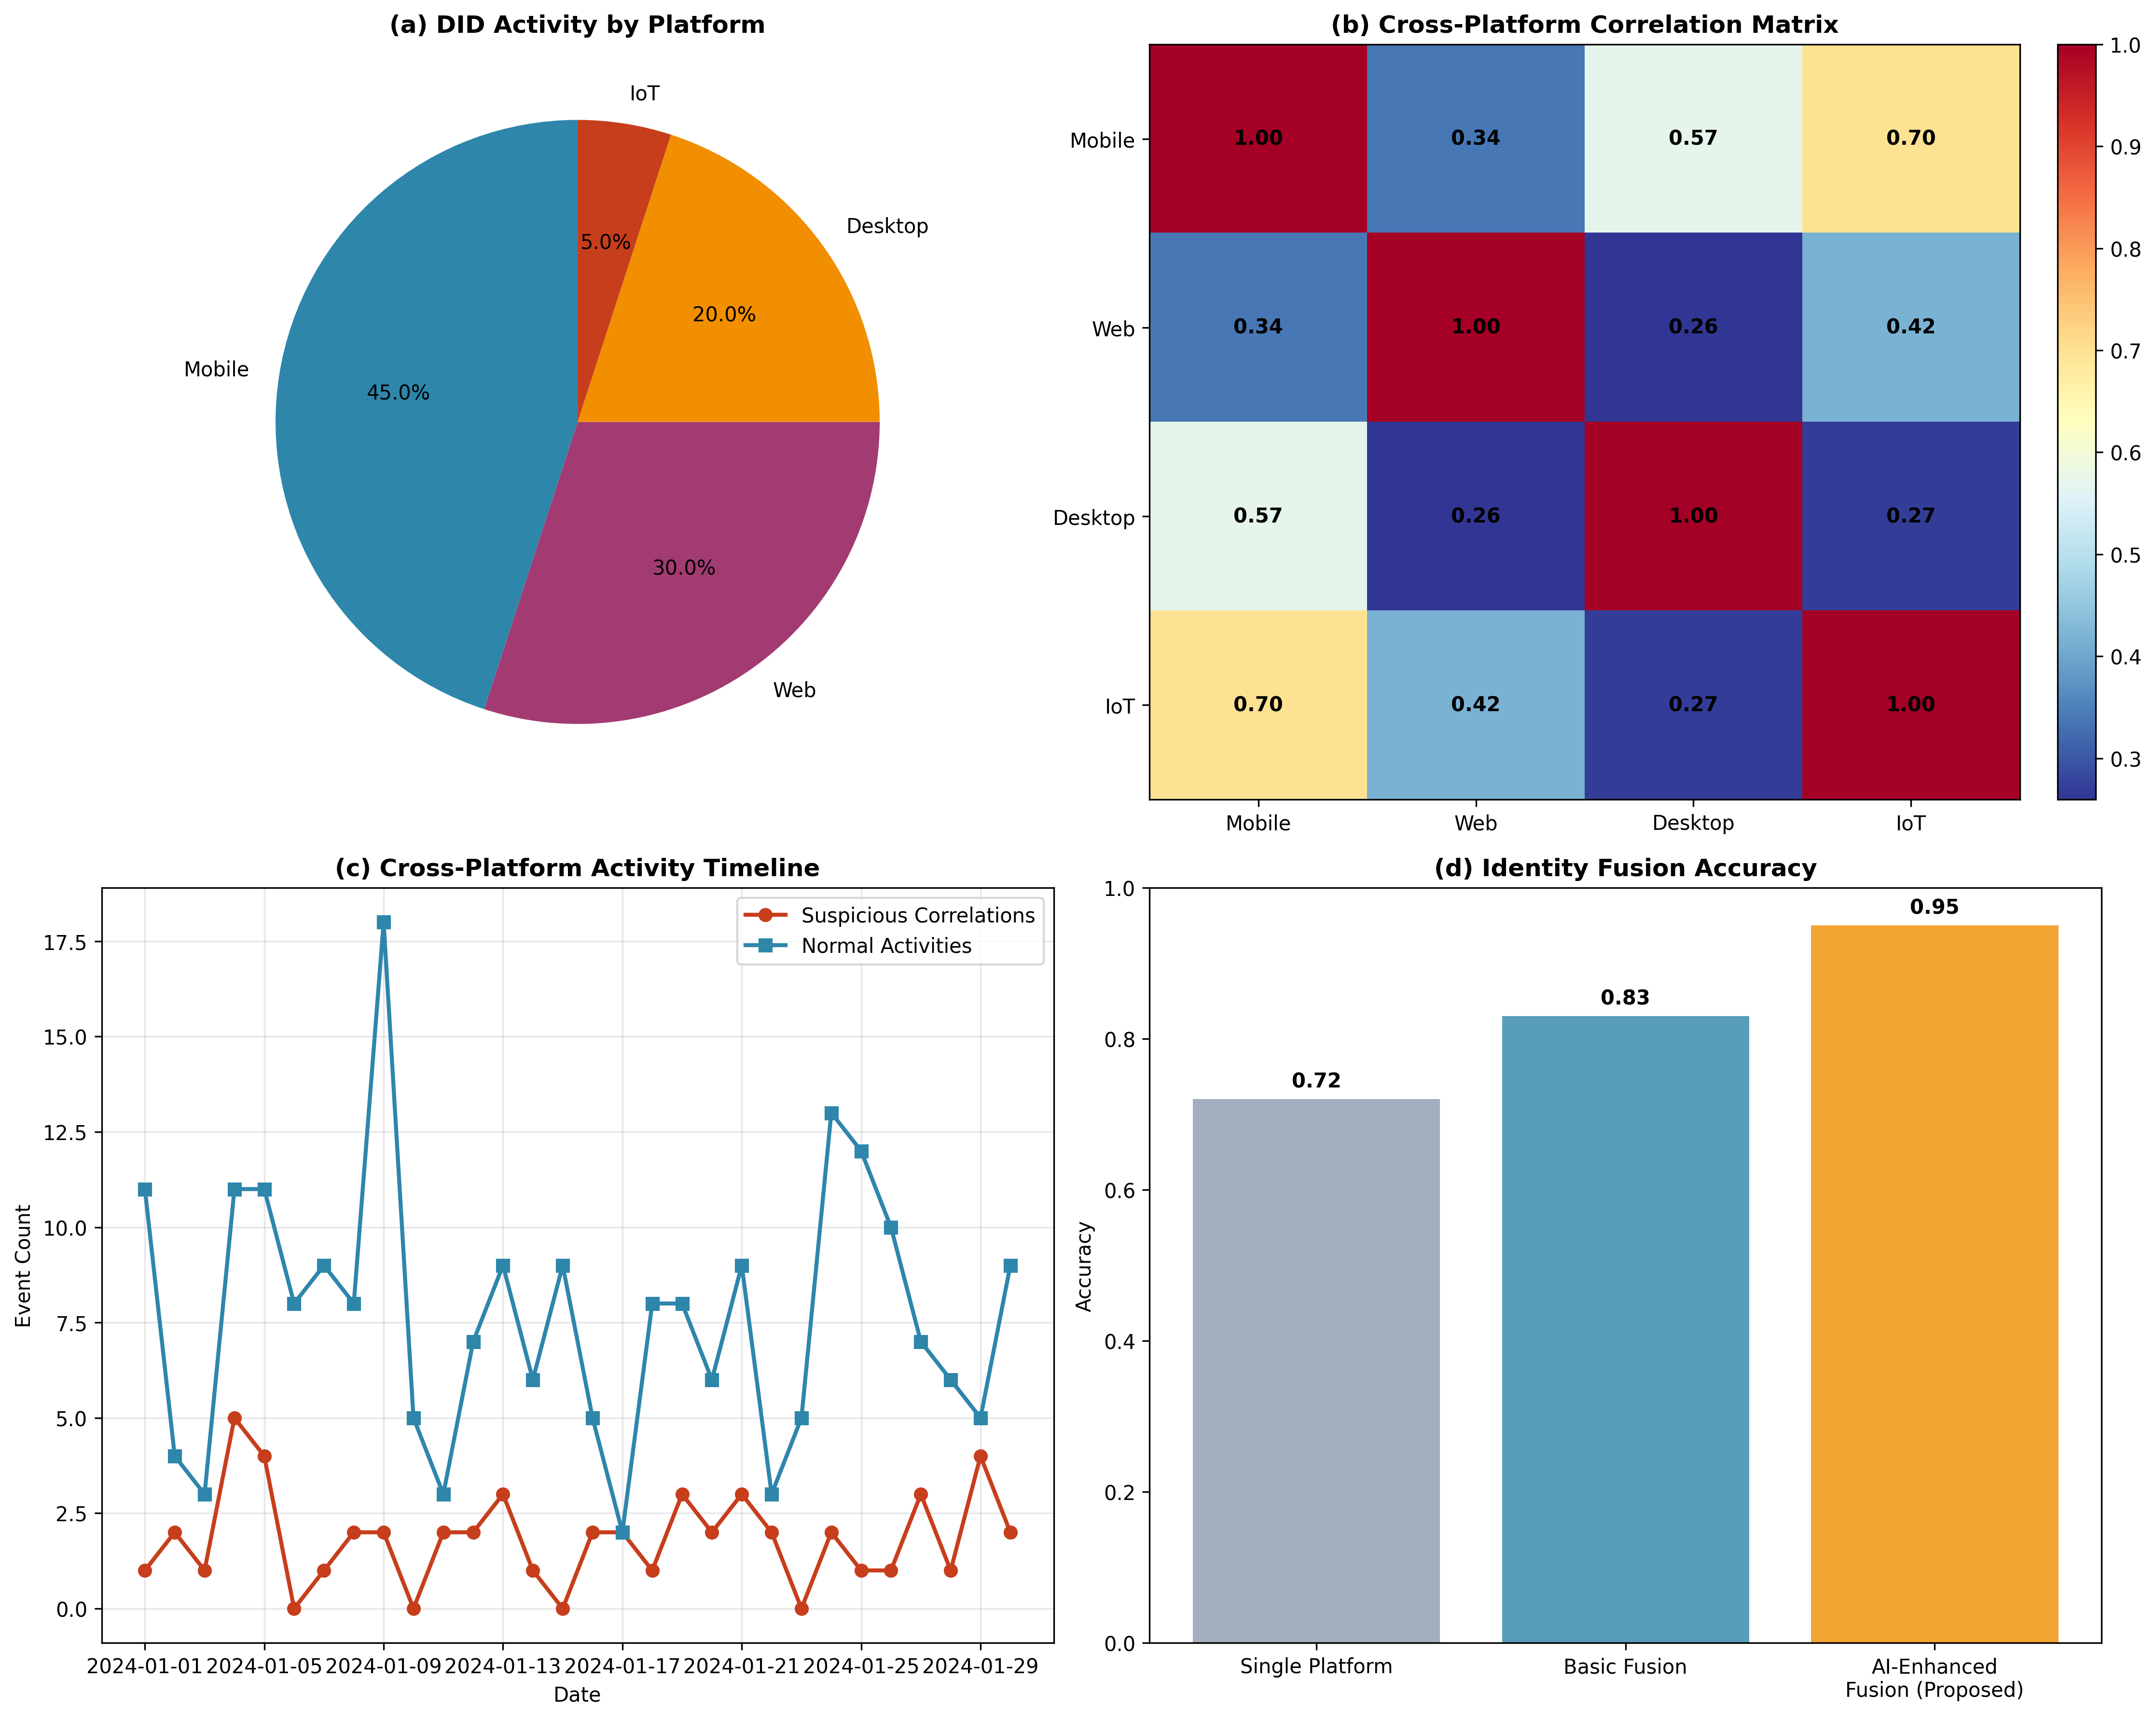 (a) DID Activity by Platform
IoT
Desktop
5.0%
20.0%
Mobile
45.0%
30.0%
Web
(b) Cross-Platform Correlation Matrix
Mobile 1.00 0.34 0.57 0.70
Web 0.34 1.00 0.26 0.42
Desktop 0.57 0.26 1.00 0.27
IoT 0.70 0.42 0.27 1.00
Mobile Web Desktop IoT
1.0
0.9
0.8
0.7
0.6
0.5
0.4
0.3
(c) Cross-Platform Activity Timeline
Suspicious Correlations
Normal Activities
Event Count
17.5
15.0
12.5
10.0
7.5
5.0
2.5
0.0
2024-01-01 2024-01-05 2024-01-09 2024-01-13 2024-01-17 2024-01-21 2024-01-25 2024-01-29
Date
(d) Identity Fusion Accuracy
Accuracy
1.0
0.8
0.6
0.4
0.2
0.0
0.72
0.83
0.95
Single Platform
Basic Fusion
AI-Enhanced
Fusion (Proposed)